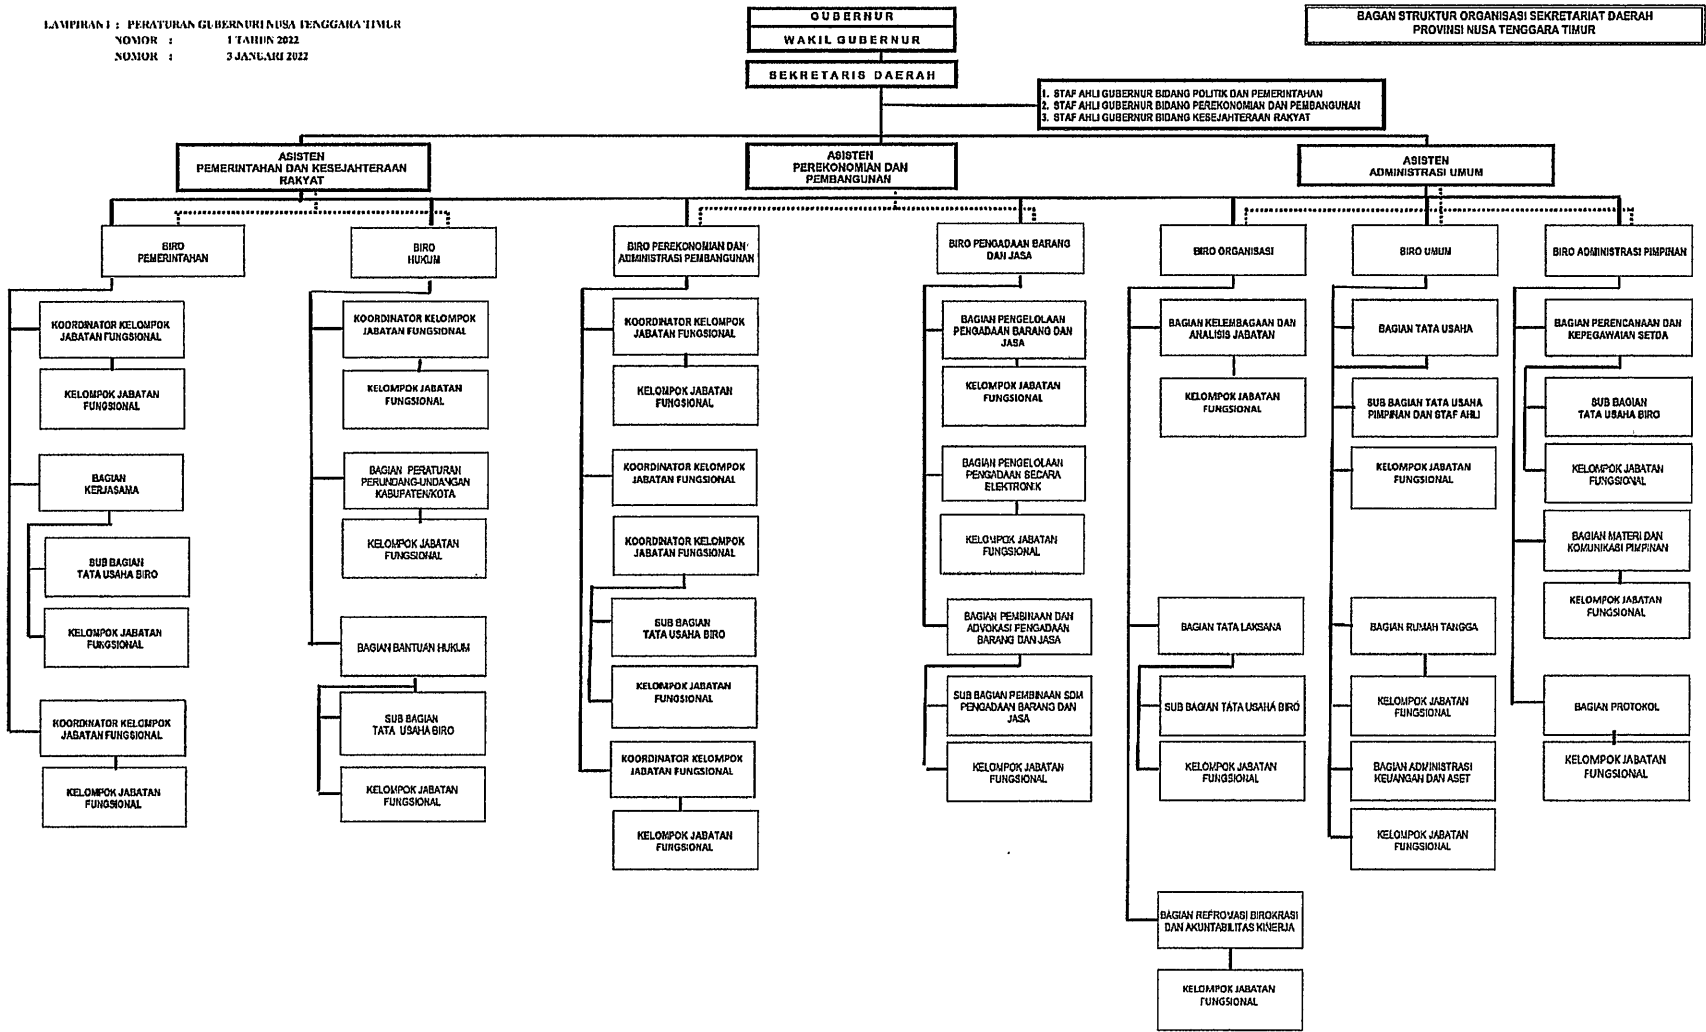 LAMPIRAN I : PERATURAN GUBERNURI NUSA TENGGARA TIMUR
NOMOR : 1 TAHUN 2022
NOMOR : 3 JANUARI 2022
GUBERNUR
WAKIL GUBERNUR
SEKRETARIS DAERAH
BAGAN STRUKTUR ORGANISASI SEKRETARIAT DAERAH
PROVINSI NUSA TENGGARA TIMUR
1. STAF AHLI GUBERNUR BIDANG POLITIK DAN PEMERINTAHAN
2. STAF AHLI GUBERNUR BIDANG PEREKONOMIAN DAN PEMBANGUNAN
3. STAF AHLI GUBERNUR BIDANG KESEJAHTERAAN RAKYAT
ASISTEN
PEMERINTAHAN DAN KESEJAHTERAAN
RAKYAT
ASISTEN
PEREKONOMIAN DAN
PEMBANGUNAN
ASISTEN
ADMINISTRASI UMUM
BIRO
PEMERINTAHAN
KOORDINATOR KELOMPOK
JABATAN FUNGSIONAL
KELOMPOK JABATAN
FUNGSIONAL
BAGIAN
KERJASAMA
SUB BAGIAN
TATA USAHA BIRO
KELOMPOK JABATAN
FUNGSIONAL
KOORDINATOR KELOMPOK
JABATAN FUNGSIONAL
KELOMPOK JABATAN
FUNGSIONAL
BIRO
HUKUM
KOORDINATOR KELOMPOK
JABATAN FUNGSIONAL
KELOMPOK JABATAN
FUNGSIONAL
BAGIAN PERATURAN
PERUNDANG-UNDANGAN
KABUPATEN/KOTA
KELOMPOK JABATAN
FUNGSIONAL
BAGIAN BANTUAN HUKUM
SUB BAGIAN
TATA USAHA BIRO
KELOMPOK JABATAN
FUNGSIONAL
BIRO PEREKONOMIAN DAN
ADMINISTRASI PEMBANGUNAN
KOORDINATOR KELOMPOK
JABATAN FUNGSIONAL
KELOMPOK JABATAN
FUNGSIONAL
KOORDINATOR KELOMPOK
JABATAN FUNGSIONAL
KOORDINATOR KELOMPOK
JABATAN FUNGSIONAL
SUB BAGIAN
TATA USAHA BIRO
KELOMPOK JABATAN
FUNGSIONAL
KOORDINATOR KELOMPOK
JABATAN FUNGSIONAL
KELOMPOK JABATAN
FUNGSIONAL
BIRO PENGADAAN BARANG
DAN JASA
BAGIAN PENGELOLAAN
PENGADAAN BARANG DAN
JASA
KELOMPOK JABATAN
FUNGSIONAL
BAGIAN PENGELOLAAN
PENGADAAN SECARA
ELEKTRONIK
KELOMPOK JABATAN
FUNGSIONAL
BAGIAN PEMBINAAN DAN
ADVOKASI PENGADAAN
BARANG DAN JASA
SUB BAGIAN PEMBINAAN SDM
PENGADAAN BARANG DAN
JASA
KELOMPOK JABATAN
FUNGSIONAL
BIRO ORGANISASI
BAGIAN KELEMBAGAAN DAN
ANALISIS JABATAN
KELOMPOK JABATAN
FUNGSIONAL
BAGIAN TATA LAKSANA
SUB BAGIAN TATA USAHA BIRO
KELOMPOK JABATAN
FUNGSIONAL
BAGIAN REFROMASI BIROKRASI
DAN AKUNTABILITAS KINERJA
KELOMPOK JABATAN
FUNGSIONAL
BIRO UMUM
BAGIAN TATA USAHA
SUB BAGIAN TATA USAHA
PIMPINAN DAN STAF AHLI
KELOMPOK JABATAN
FUNGSIONAL
BAGIAN RUMAH TANGGA
KELOMPOK JABATAN
FUNGSIONAL
BAGIAN ADMINISTRASI
KEUANGAN DAN ASET
KELOMPOK JABATAN
FUNGSIONAL
BIRO ADMINISTRASI PIMPINAN
BAGIAN PERENCANAAN DAN
KEPEGAWAIAN SETDA
SUB BAGIAN
TATA USAHA BIRO
KELOMPOK JABATAN
FUNGSIONAL
BAGIAN MATERI DAN
KOMUNIKASI PIMPINAN
KELOMPOK JABATAN
FUNGSIONAL
BAGIAN PROTOKOL
KELOMPOK JABATAN
FUNGSIONAL